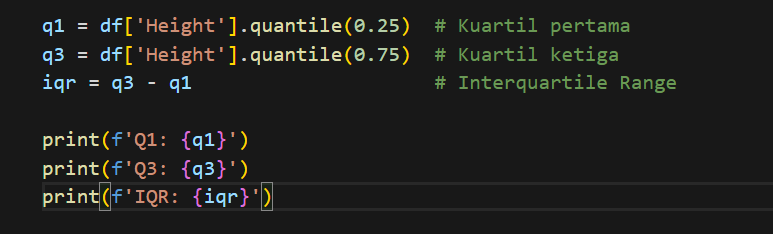 q1 = df['Height'].quantile(0.25)  # Kuartil pertama
q3 = df['Height'].quantile(0.75)  # Kuartil ketiga
iqr = q3 - q1                     # Interquartile Range
print(f'Q1: {q1}')
print(f'Q3: {q3}')
print(f'IQR: {iqr}')